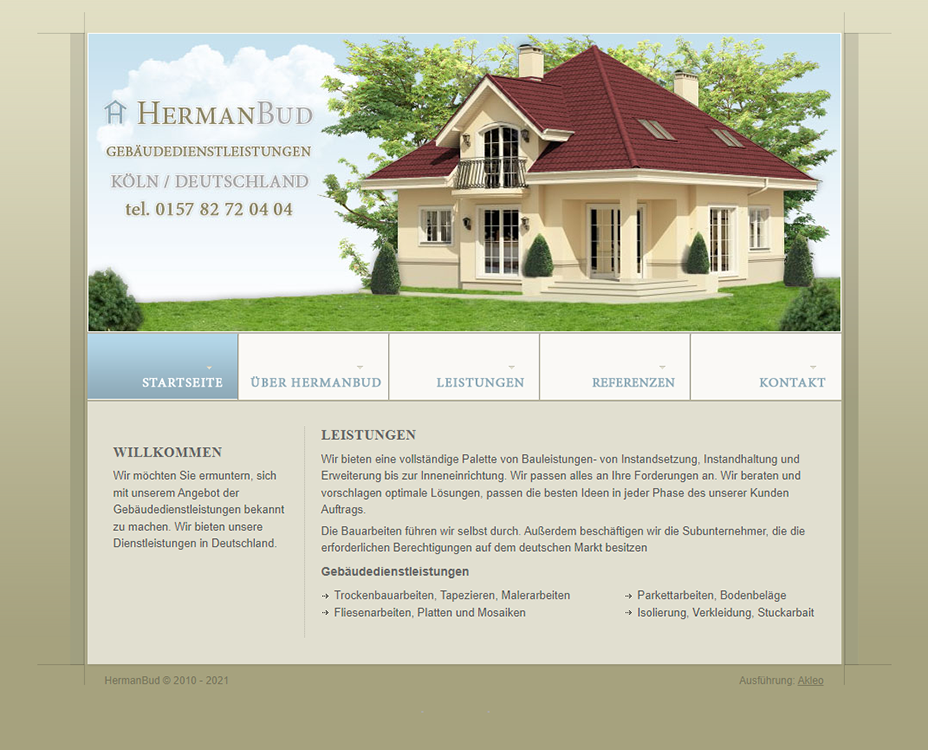 HermanBud
GEBÄUDEDIENSTLEISTUNGEN
KÖLN / DEUTSCHLAND
tel. 0157 82 72 04 04
STARTSEITE
ÜBER HERMANBUD
LEISTUNGEN
REFERENZEN
KONTAKT
WILLKOMMEN
Wir möchten Sie ermuntern, sich
mit unserem Angebot der
Gebäudedienstleistungen bekannt
zu machen. Wir bieten unsere
Dienstleistungen in Deutschland.
LEISTUNGEN
Wir bieten eine vollständige Palette von Bauleistungen- von Instandsetzung, Instandhaltung und
Erweiterung bis zur Inneneinrichtung. Wir passen alles an Ihre Forderungen an. Wir beraten und
vorschlagen optimale Lösungen, passen die besten Ideen in jeder Phase des unserer Kunden
Auftrags.
Die Bauarbeiten führen wir selbst durch. Außerdem beschäftigen wir die Subunternehmer, die die
erforderlichen Berechtigungen auf dem deutschen Markt besitzen
Gebäudedienstleistungen
Trockenbauarbeiten, Tapezieren, Malerarbeiten
Fliesenarbeiten, Platten und Mosaiken
Parkettarbeiten, Bodenbeläge
Isolierung, Verkleidung, Stuckarbait
HermanBud © 2010 - 2021
Ausführung: Akleo